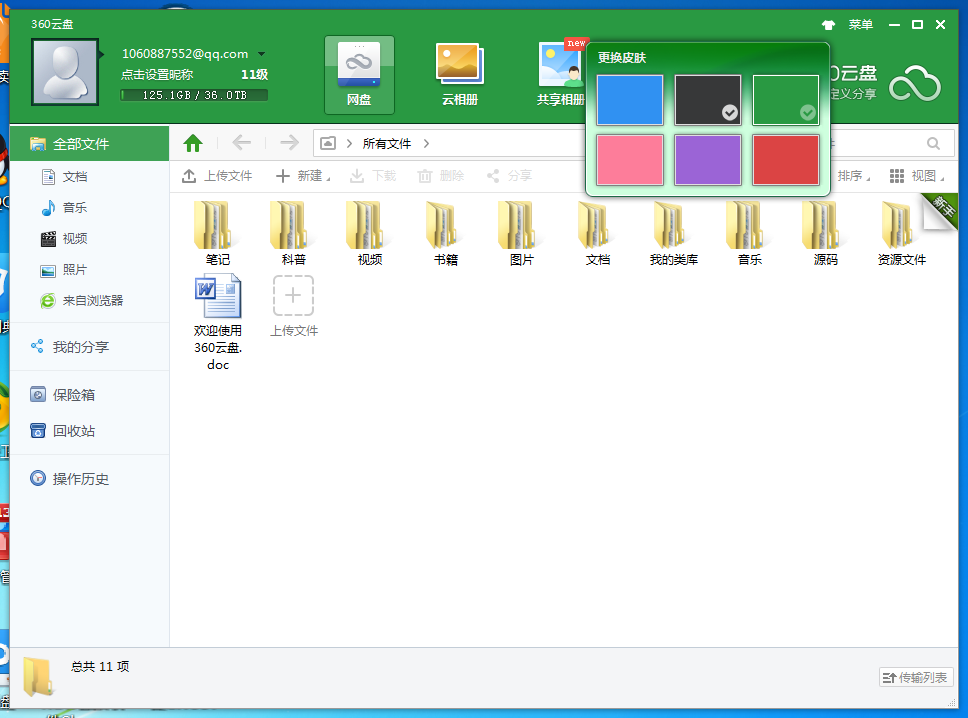 360云盘
菜单
1060887552@qq.com
点击设置昵称
11级
125.1GB / 36.0TB
网盘
云相册
共享相册
new
更换皮肤
0云盘
定义分享
全部文件
所有文件
文档
音乐
视频
照片
来自浏览器
我的分享
保险箱
回收站
操作历史
上传文件
新建
下载
删除
分享
排序
视图
新手
笔记
科普
视频
书籍
图片
文档
我的类库
音乐
源码
资源文件
欢迎使用
360云盘.
doc
上传文件
总共 11 项
传输列表